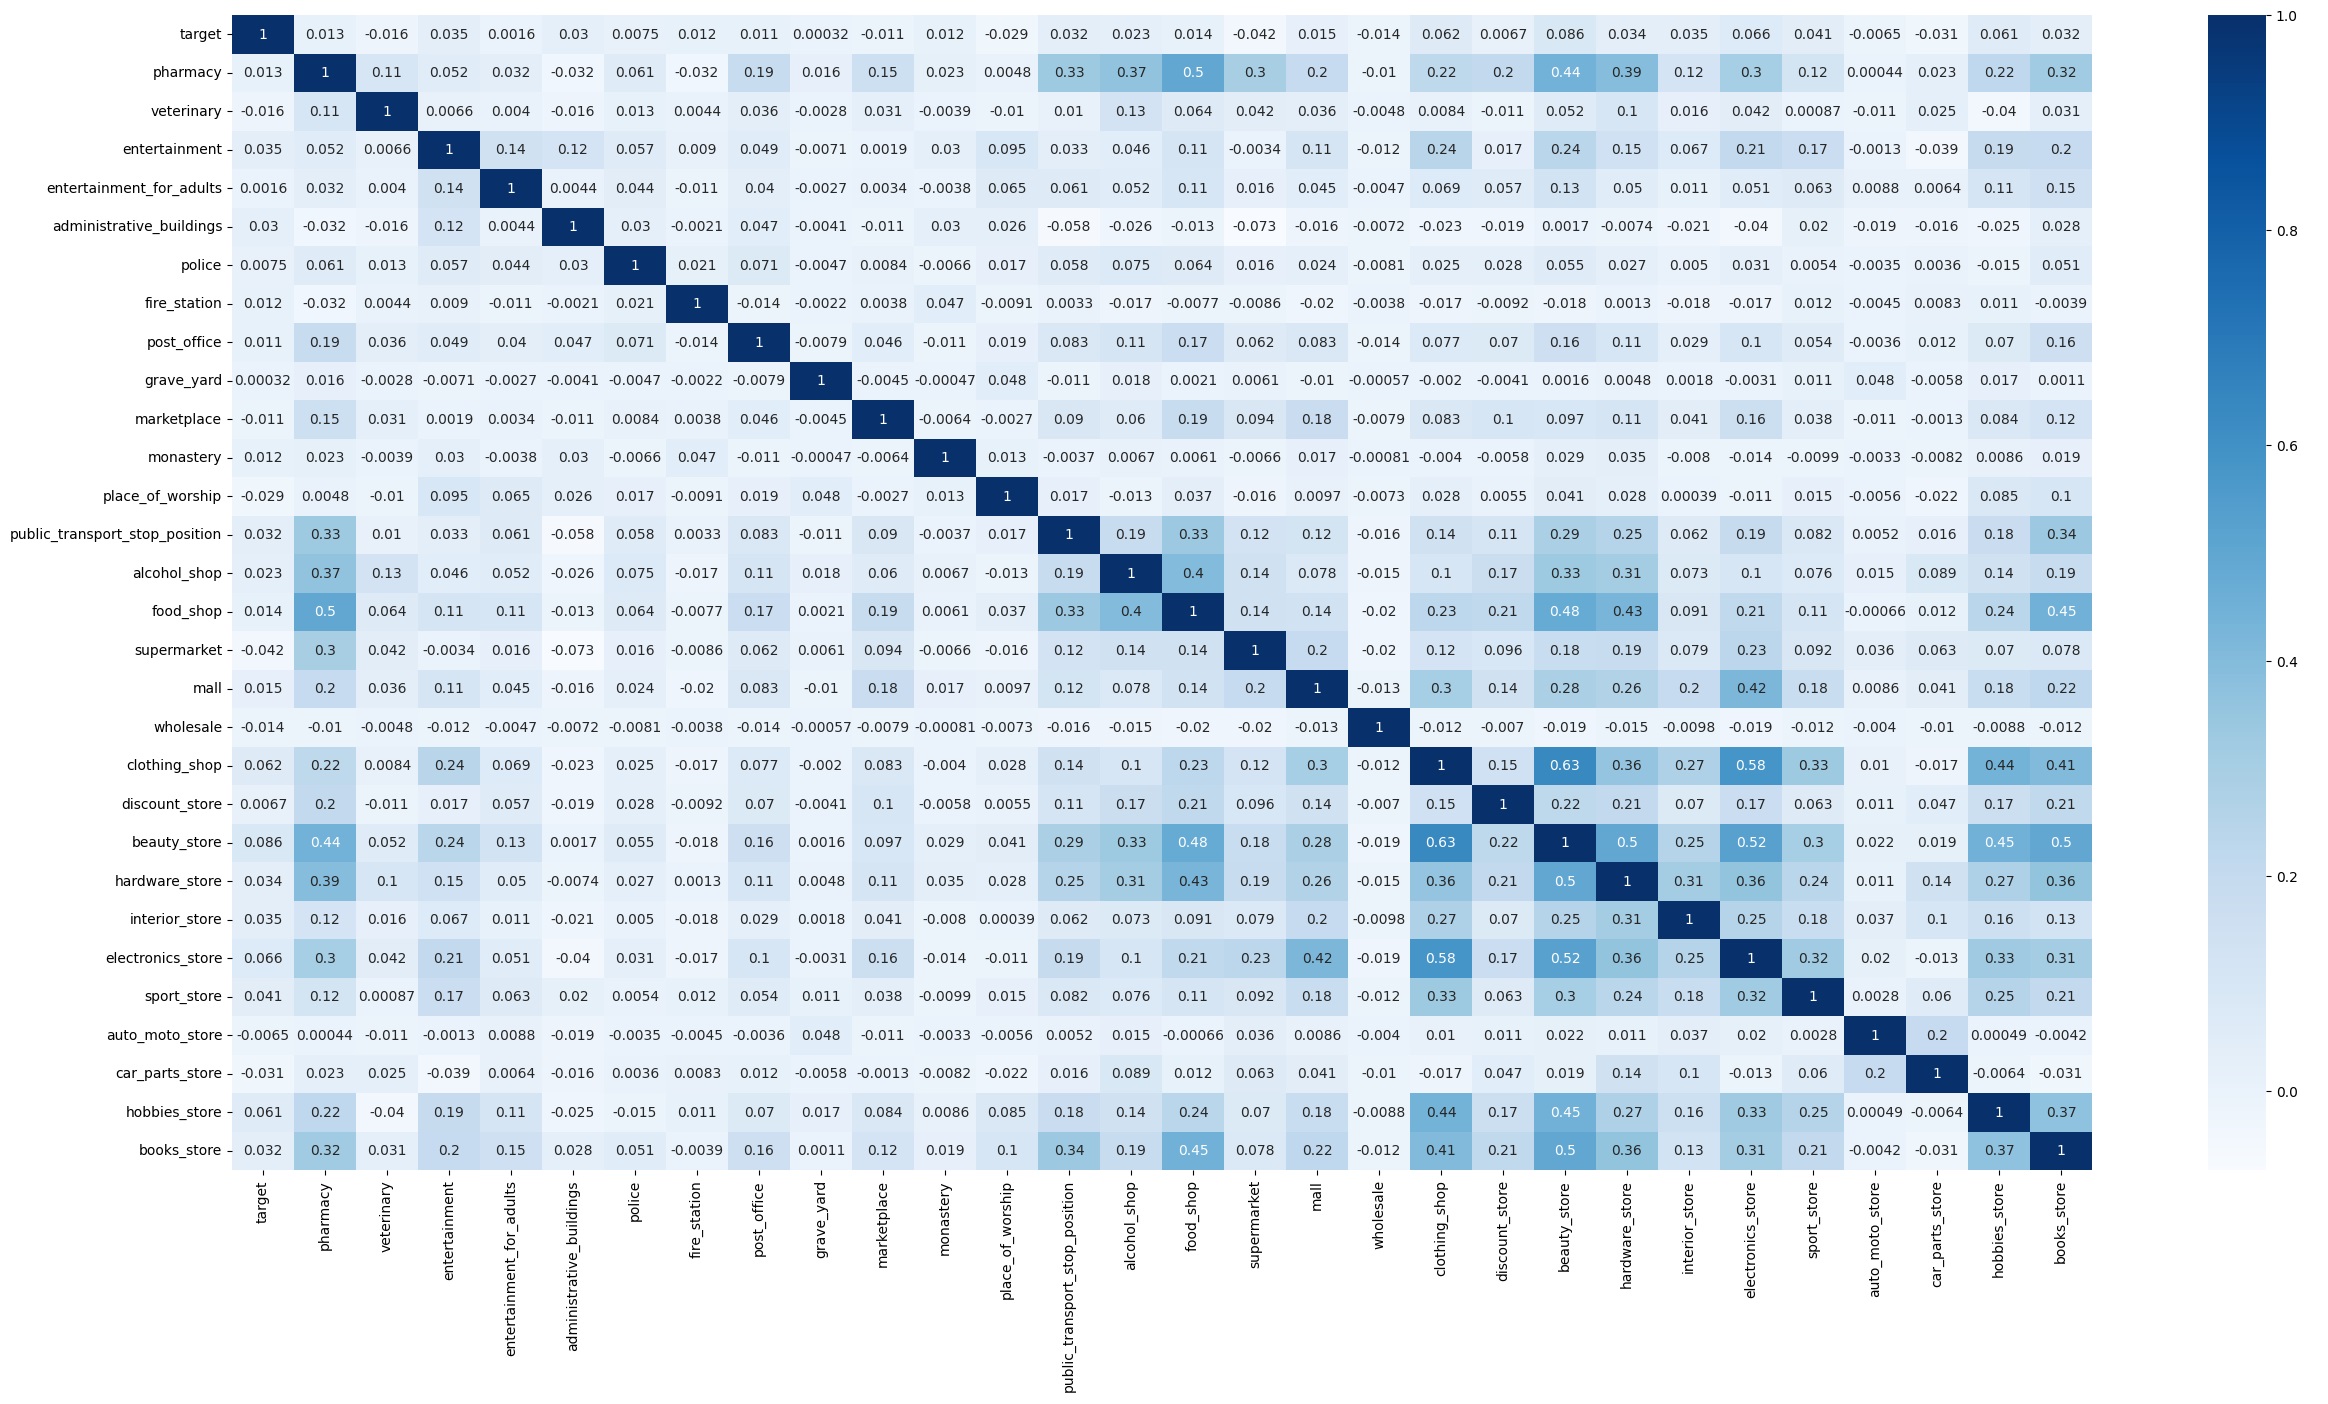 target 1 0.013 -0.016 0.035 0.0016 0.03 0.0075 0.012 0.011 0.00032 -0.011 0.012 -0.029 0.032 0.023 0.014 -0.042 0.015 -0.014 0.062 0.0067 0.086 0.034 0.035 0.066 0.041 -0.0065 -0.031 0.061 0.032
pharmacy 0.013 1 0.11 0.052 0.032 -0.032 0.061 -0.032 0.19 0.016 0.15 0.023 0.0048 0.33 0.37 0.5 0.3 0.2 -0.01 0.22 0.2 0.44 0.39 0.12 0.3 0.12 0.00044 0.023 0.22 0.32
veterinary -0.016 0.11 1 0.0066 0.004 -0.016 0.013 0.0044 0.036 -0.0028 0.031 -0.0039 -0.01 0.01 0.13 0.064 0.042 0.036 -0.0048 0.0084 -0.011 0.052 0.1 0.016 0.042 0.00087 -0.011 0.025 -0.04 0.031
entertainment 0.035 0.052 0.0066 1 0.14 0.12 0.057 0.009 0.049 -0.0071 0.0019 0.03 0.095 0.033 0.046 0.11 -0.0034 0.11 -0.012 0.24 0.017 0.24 0.15 0.067 0.21 0.17 -0.0013 -0.039 0.19 0.2
entertainment_for_adults 0.0016 0.032 0.004 0.14 1 0.0044 0.044 -0.011 0.04 -0.0027 0.0034 -0.0038 0.065 0.061 0.052 0.11 0.016 0.045 -0.0047 0.069 0.057 0.13 0.05 0.011 0.051 0.063 0.0088 0.0064 0.11 0.15
administrative_buildings 0.03 -0.032 -0.016 0.12 0.0044 1 0.03 -0.0021 0.047 -0.0041 -0.011 0.03 0.026 -0.058 -0.026 -0.013 -0.073 -0.016 -0.0072 -0.023 -0.019 0.0017 -0.0074 -0.021 -0.04 0.02 -0.019 -0.016 -0.025 0.028
police 0.0075 0.061 0.013 0.057 0.044 0.03 1 0.021 0.071 -0.0047 0.0084 -0.0066 0.017 0.058 0.075 0.064 0.016 0.024 -0.0081 0.025 0.028 0.055 0.027 0.005 0.031 0.0054 -0.0035 0.0036 -0.015 0.051
fire_station 0.012 -0.032 0.0044 0.009 -0.011 -0.0021 0.021 1 -0.014 -0.0022 0.0038 0.047 -0.0091 0.0033 -0.017 -0.0077 -0.0086 -0.02 -0.0038 -0.017 -0.0092 -0.018 0.0013 -0.018 -0.017 0.012 -0.0045 0.0083 0.011 -0.0039
post_office 0.011 0.19 0.036 0.049 0.04 0.047 0.071 -0.014 1 -0.0079 0.046 -0.011 0.019 0.083 0.11 0.17 0.062 0.083 -0.014 0.077 0.07 0.16 0.11 0.029 0.1 0.054 -0.0036 0.012 0.07 0.16
grave_yard 0.00032 0.016 -0.0028 -0.0071 -0.0027 -0.0041 -0.0047 -0.0022 -0.0079 1 -0.0045 -0.00047 0.048 -0.011 0.018 0.0021 0.0061 -0.01 -0.00057 -0.002 -0.0041 0.0016 0.0048 0.0018 -0.0031 0.011 0.048 -0.0058 0.017 0.0011
marketplace -0.011 0.15 0.031 0.0019 0.0034 -0.011 0.0084 0.0038 0.046 -0.0045 1 -0.0064 -0.0027 0.09 0.06 0.19 0.094 0.18 -0.0079 0.083 0.1 0.097 0.11 0.041 0.16 0.038 -0.011 -0.0013 0.084 0.12
monastery 0.012 0.023 -0.0039 0.03 -0.0038 0.03 -0.0066 0.047 -0.011 -0.00047 -0.0064 1 0.013 -0.0037 0.0067 0.0061 -0.0066 0.017 -0.00081 -0.004 -0.0058 0.029 0.035 -0.008 -0.014 -0.0099 -0.0033 -0.0082 0.0086 0.019
place_of_worship -0.029 0.0048 -0.01 0.095 0.065 0.026 0.017 -0.0091 0.019 0.048 -0.0027 0.013 1 0.017 -0.013 0.037 -0.016 0.0097 -0.0073 0.028 0.0055 0.041 0.028 0.00039 -0.011 0.015 -0.0056 -0.022 0.085 0.1
public_transport_stop_position 0.032 0.33 0.01 0.033 0.061 -0.058 0.058 0.0033 0.083 -0.011 0.09 -0.0037 0.017 1 0.19 0.33 0.12 0.12 -0.016 0.14 0.11 0.29 0.25 0.062 0.19 0.082 0.0052 0.016 0.18 0.34
alcohol_shop 0.023 0.37 0.13 0.046 0.052 -0.026 0.075 -0.017 0.11 0.018 0.06 0.0067 -0.013 0.19 1 0.4 0.14 0.078 -0.015 0.1 0.17 0.33 0.31 0.073 0.1 0.076 0.015 0.089 0.14 0.19
food_shop 0.014 0.5 0.064 0.11 0.11 -0.013 0.064 -0.0077 0.17 0.0021 0.19 0.0061 0.037 0.33 0.4 1 0.14 0.14 -0.02 0.23 0.21 0.48 0.43 0.091 0.21 0.11 -0.00066 0.012 0.24 0.45
supermarket -0.042 0.3 0.042 -0.0034 0.016 -0.073 0.016 -0.0086 0.062 0.0061 0.094 -0.0066 -0.016 0.12 0.14 0.14 1 0.2 -0.02 0.12 0.096 0.18 0.19 0.079 0.23 0.092 0.036 0.063 0.07 0.078
mall 0.015 0.2 0.036 0.11 0.045 -0.016 0.024 -0.02 0.083 -0.01 0.18 0.017 0.0097 0.12 0.078 0.14 0.2 1 -0.013 0.3 0.14 0.28 0.26 0.2 0.42 0.18 0.0086 0.041 0.18 0.22
wholesale -0.014 -0.01 -0.0048 -0.012 -0.0047 -0.0072 -0.0081 -0.0038 -0.014 -0.00057 -0.0079 -0.00081 -0.0073 -0.016 -0.015 -0.02 -0.02 -0.013 1 -0.012 -0.007 -0.019 -0.015 -0.0098 -0.019 -0.012 -0.004 -0.01 -0.0088 -0.012
clothing_shop 0.062 0.22 0.0084 0.24 0.069 -0.023 0.025 -0.017 0.077 -0.002 0.083 -0.004 0.028 0.14 0.1 0.23 0.12 0.3 -0.012 1 0.15 0.63 0.36 0.27 0.58 0.33 0.01 -0.017 0.44 0.41
discount_store 0.0067 0.2 -0.011 0.017 0.057 -0.019 0.028 -0.0092 0.07 -0.0041 0.1 -0.0058 0.0055 0.11 0.17 0.21 0.096 0.14 -0.007 0.15 1 0.22 0.21 0.07 0.17 0.063 0.011 0.047 0.17 0.21
beauty_store 0.086 0.44 0.052 0.24 0.13 0.0017 0.055 -0.018 0.16 0.0016 0.097 0.029 0.041 0.29 0.33 0.48 0.18 0.28 -0.019 0.63 0.22 1 0.5 0.25 0.52 0.3 0.022 0.019 0.45 0.5
hardware_store 0.034 0.39 0.1 0.15 0.05 -0.0074 0.027 0.0013 0.11 0.0048 0.11 0.035 0.028 0.25 0.31 0.43 0.19 0.26 -0.015 0.36 0.21 0.5 1 0.31 0.36 0.24 0.011 0.14 0.27 0.36
interior_store 0.035 0.12 0.016 0.067 0.011 -0.021 0.005 -0.018 0.029 0.0018 0.041 -0.008 0.00039 0.062 0.073 0.091 0.079 0.2 -0.0098 0.27 0.07 0.25 0.31 1 0.25 0.18 0.037 0.1 0.16 0.13
electronics_store 0.066 0.3 0.042 0.21 0.051 -0.04 0.031 -0.017 0.1 -0.0031 0.16 -0.014 -0.011 0.19 0.1 0.21 0.23 0.42 -0.019 0.58 0.17 0.52 0.36 0.25 1 0.32 0.02 -0.013 0.33 0.31
sport_store 0.041 0.12 0.00087 0.17 0.063 0.02 0.0054 0.012 0.054 0.011 0.038 -0.0099 0.015 0.082 0.076 0.11 0.092 0.18 -0.012 0.33 0.063 0.3 0.24 0.18 0.32 1 0.0028 0.06 0.25 0.21
auto_moto_store -0.0065 0.00044 -0.011 -0.0013 0.0088 -0.019 -0.0035 -0.0045 -0.0036 0.048 -0.011 -0.0033 -0.0056 0.0052 0.015 -0.00066 0.036 0.0086 -0.004 0.01 0.011 0.022 0.011 0.037 0.02 0.0028 1 0.2 0.00049 -0.0042
car_parts_store -0.031 0.023 0.025 -0.039 0.0064 -0.016 0.0036 0.0083 0.012 -0.0058 -0.0013 -0.0082 -0.022 0.016 0.089 0.012 0.063 0.041 -0.01 -0.017 0.047 0.019 0.14 0.1 -0.013 0.06 0.2 1 -0.0064 -0.031
hobbies_store 0.061 0.22 -0.04 0.19 0.11 -0.025 -0.015 0.011 0.07 0.017 0.084 0.0086 0.085 0.18 0.14 0.24 0.07 0.18 -0.0088 0.44 0.17 0.45 0.27 0.16 0.33 0.25 0.00049 -0.0064 1 0.37
books_store 0.032 0.32 0.031 0.2 0.15 0.028 0.051 -0.0039 0.16 0.0011 0.12 0.019 0.1 0.34 0.19 0.45 0.078 0.22 -0.012 0.41 0.21 0.5 0.36 0.13 0.31 0.21 -0.0042 -0.031 0.37 1
target
pharmacy
veterinary
entertainment
entertainment_for_adults
administrative_buildings
police
fire_station
post_office
grave_yard
marketplace
monastery
place_of_worship
public_transport_stop_position
alcohol_shop
food_shop
supermarket
mall
wholesale
clothing_shop
discount_store
beauty_store
hardware_store
interior_store
electronics_store
sport_store
auto_moto_store
car_parts_store
hobbies_store
books_store
1.0
0.8
0.6
0.4
0.2
0.0